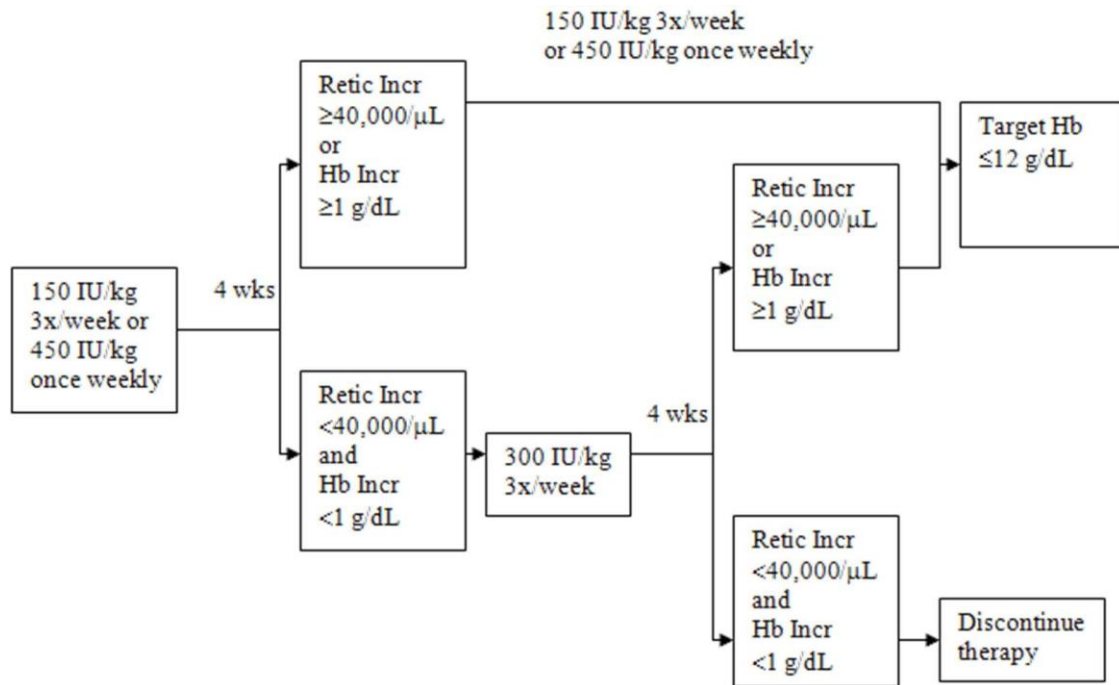 150 IU/kg 3x/week
or 450 IU/kg once weekly
Retic Incr
≥40,000/µL
or
Hb Incr
≥1 g/dL
Target Hb
≤12 g/dL
Retic Incr
≥40,000/µL
or
Hb Incr
≥1 g/dL
150 IU/kg
3x/week or
450 IU/kg
once weekly
4 wks
Retic Incr
<40,000/µL
and
Hb Incr
<1 g/dL
300 IU/kg
3x/week
4 wks
Retic Incr
<40,000/µL
and
Hb Incr
<1 g/dL
Discontinue
therapy